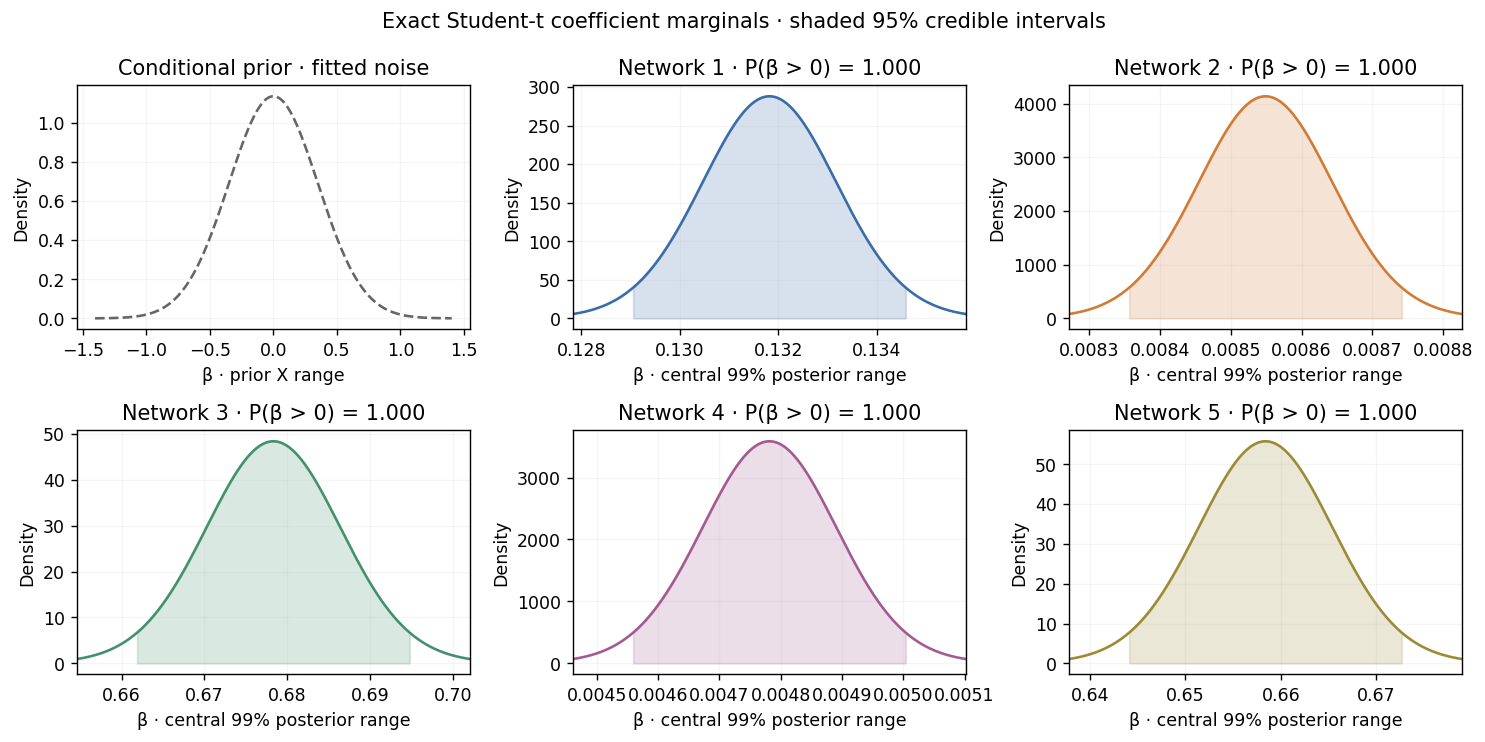 Exact Student-t coefficient marginals · shaded 95% credible intervals
Conditional prior · fitted noise
Density
1.0
0.8
0.6
0.4
0.2
0.0
−1.5 −1.0 −0.5 0.0 0.5 1.0 1.5
β · prior X range
Network 1 · P(β > 0) = 1.000
Density
300
250
200
150
100
50
0
0.128 0.130 0.132 0.134
β · central 99% posterior range
Network 2 · P(β > 0) = 1.000
Density
4000
3000
2000
1000
0
0.0083 0.0084 0.0085 0.0086 0.0087 0.0088
β · central 99% posterior range
Network 3 · P(β > 0) = 1.000
Density
50
40
30
20
10
0
0.66 0.67 0.68 0.69 0.70
β · central 99% posterior range
Network 4 · P(β > 0) = 1.000
Density
3000
2000
1000
0
0.0045 0.0046 0.0047 0.0048 0.0049 0.0050 0.0051
β · central 99% posterior range
Network 5 · P(β > 0) = 1.000
Density
50
40
30
20
10
0
0.64 0.65 0.66 0.67
β · central 99% posterior range